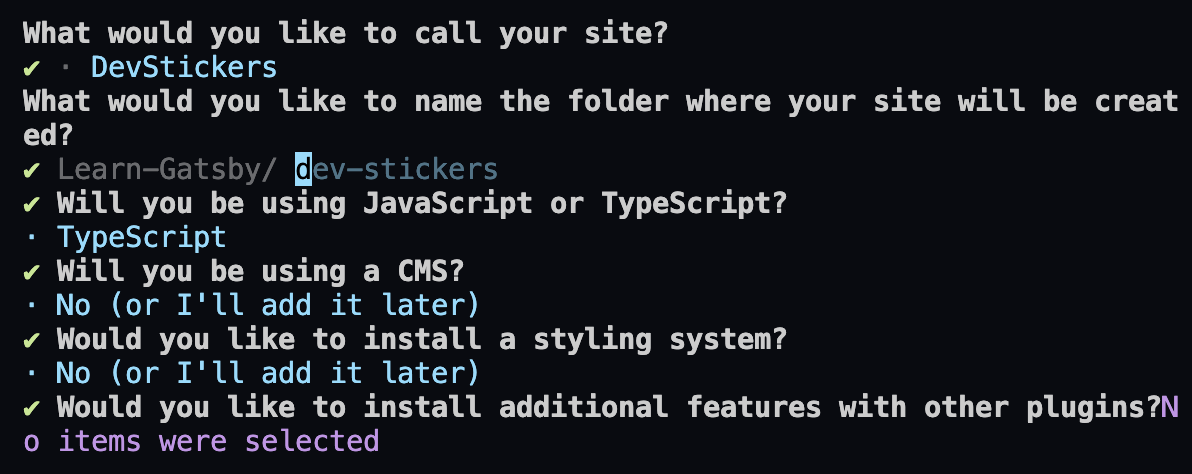 What would you like to call your site?
✔ · DevStickers
What would you like to name the folder where your site will be creat
ed?
✔ Learn-Gatsby/ dev-stickers
✔ Will you be using JavaScript or TypeScript?
· TypeScript
✔ Will you be using a CMS?
· No (or I'll add it later)
✔ Would you like to install a styling system?
· No (or I'll add it later)
✔ Would you like to install additional features with other plugins?N
o items were selected